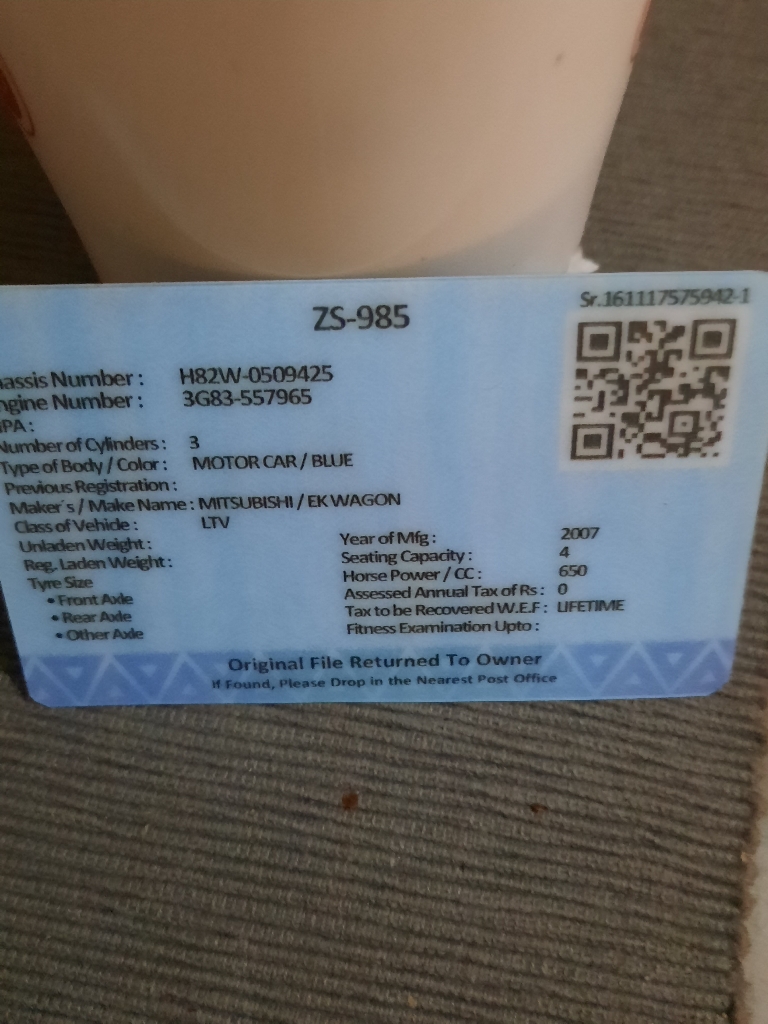 Sr.161117575942-1
ZS-985
assis Number : H82W-0509425
ngine Number : 3G83-557965
PA :
Number of Cylinders : 3
Type of Body / Color : MOTOR CAR / BLUE
Previous Registration :
Maker's / Make Name : MITSUBISHI / EK WAGON
Class of Vehicle : LTV
Unladen Weight :
Reg. Laden Weight :
Tyre Size
• Front Axle
• Rear Axle
• Other Axle
Year of Mfg : 2007
Seating Capacity : 4
Horse Power / CC : 650
Assessed Annual Tax of Rs : 0
Tax to be Recovered W.E.F : LIFETIME
Fitness Examination Upto :
Original File Returned To Owner
If Found, Please Drop in the Nearest Post Office